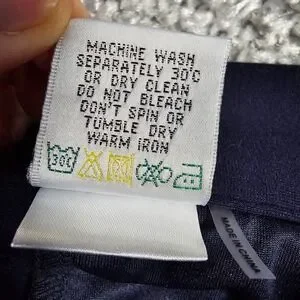 MACHINE WASH
SEPARATELY 30°C
OR DRY CLEAN
DO NOT BLEACH
DON'T SPIN OR
TUMBLE DRY
WARM IRON
30°C
MADE IN CHINA